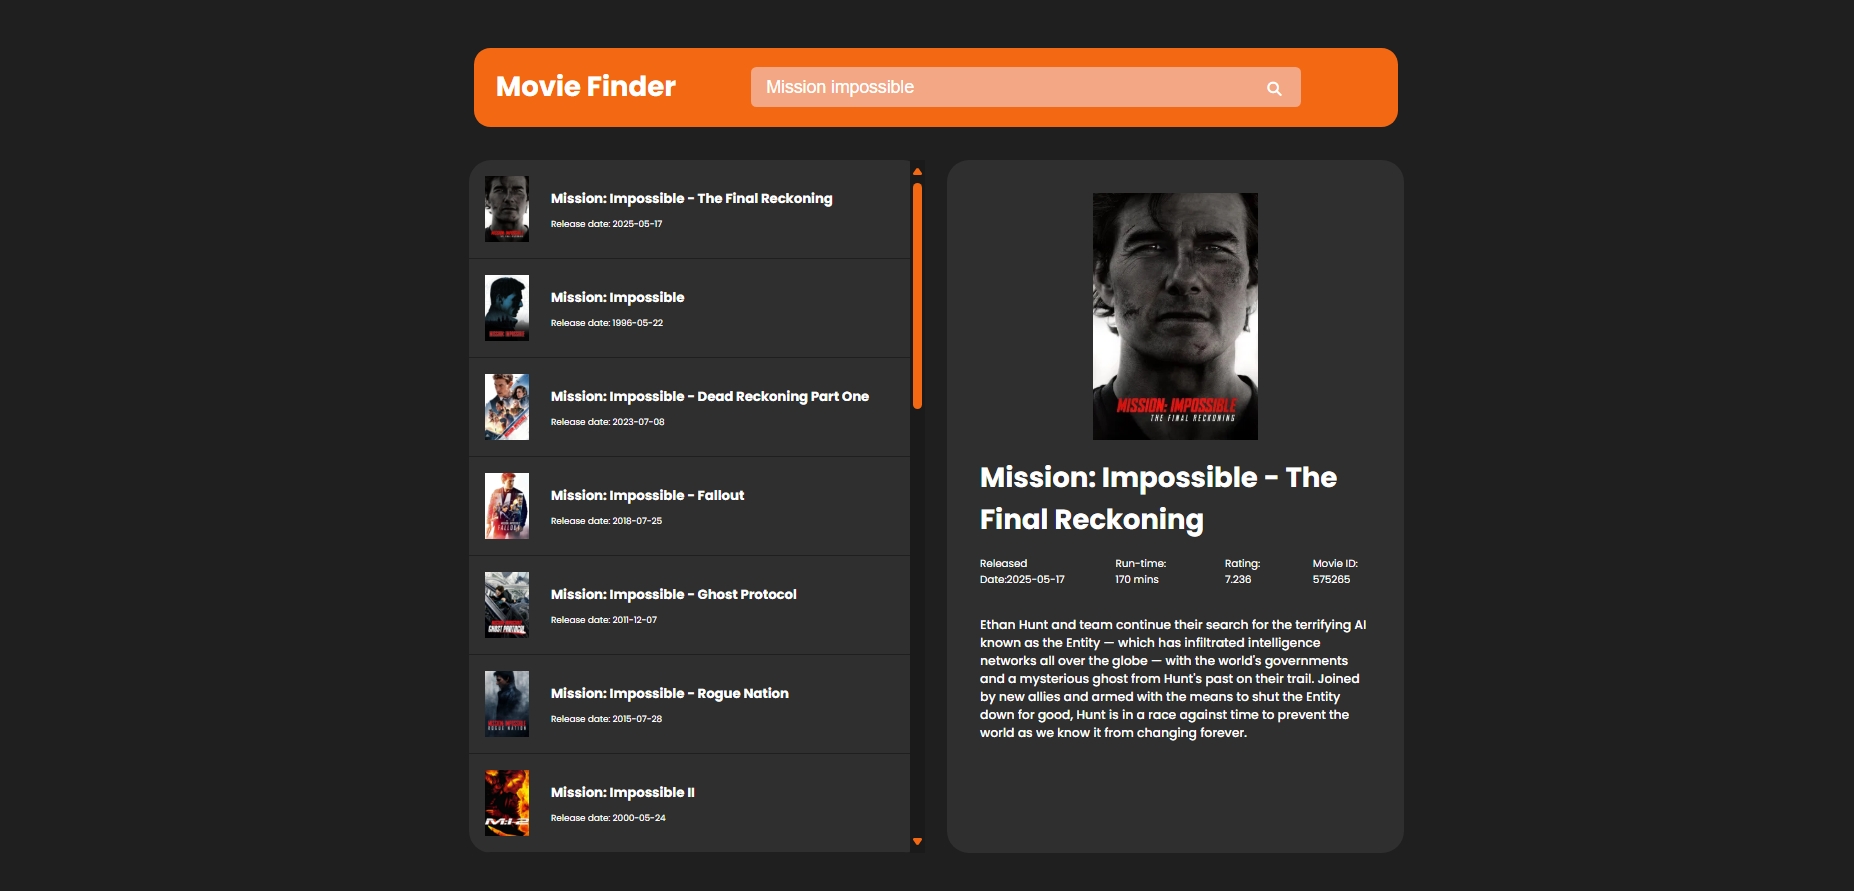 Movie Finder
Mission impossible
Mission: Impossible - The Final Reckoning
Release date: 2025-05-17
Mission: Impossible
Release date: 1996-05-22
Mission: Impossible - Dead Reckoning Part One
Release date: 2023-07-08
Mission: Impossible - Fallout
Release date: 2018-07-25
Mission: Impossible - Ghost Protocol
Release date: 2011-12-07
GHOST PROTOCOL
Mission: Impossible - Rogue Nation
Release date: 2015-07-28
ROGUE NATION
Mission: Impossible II
Release date: 2000-05-24
M:I-2
MISSION: IMPOSSIBLE
THE FINAL RECKONING
Mission: Impossible - The
Final Reckoning
Released
Date:2025-05-17
Run-time:
170 mins
Rating:
7.236
Movie ID:
575265
Ethan Hunt and team continue their search for the terrifying AI
known as the Entity — which has infiltrated intelligence
networks all over the globe — with the world's governments
and a mysterious ghost from Hunt's past on their trail. Joined
by new allies and armed with the means to shut the Entity
down for good, Hunt is in a race against time to prevent the
world as we know it from changing forever.